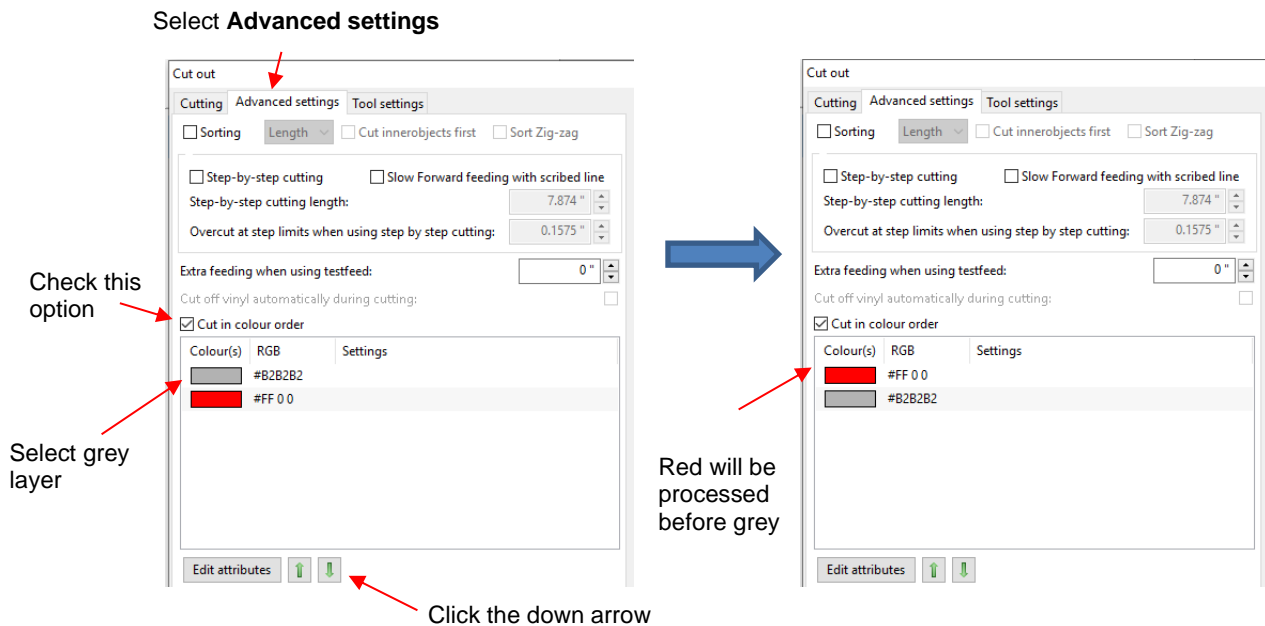 Select Advanced settings
Cut out
Cutting Advanced settings Tool settings
Sorting Length Cut innerobjects first Sort Zig-zag
Step-by-step cutting Slow Forward feeding with scribed line
Step-by-step cutting length: 7.874 "
Overcut at step limits when using step by step cutting: 0.1575 "
Extra feeding when using testfeed: 0 "
Cut off vinyl automatically during cutting:
Cut in colour order
Colour(s) RGB Settings
#B2B2B2
#FF 0 0
Edit attributes
Check this
option
Select grey
layer
Click the down arrow
Cut out
Cutting Advanced settings Tool settings
Sorting Length Cut innerobjects first Sort Zig-zag
Step-by-step cutting Slow Forward feeding with scribed line
Step-by-step cutting length: 7.874 "
Overcut at step limits when using step by step cutting: 0.1575 "
Extra feeding when using testfeed: 0 "
Cut off vinyl automatically during cutting:
Cut in colour order
Colour(s) RGB Settings
#FF 0 0
#B2B2B2
Edit attributes
Red will be
processed
before grey